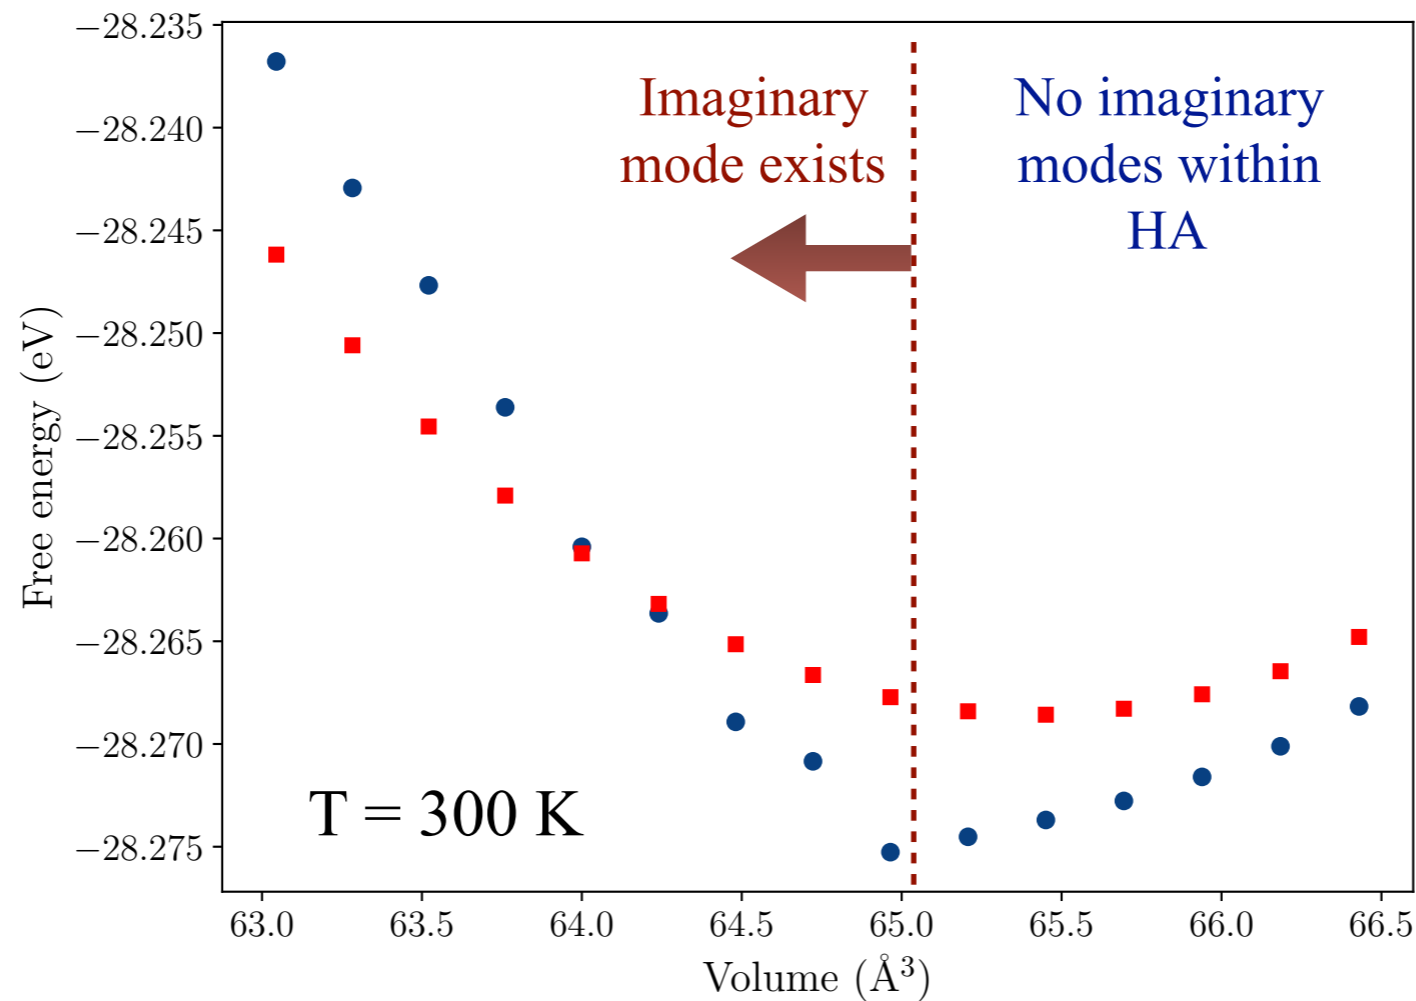 −28.235
−28.240
−28.245
−28.250
−28.255
−28.260
−28.265
−28.270
−28.275
Free energy (eV)
Imaginary
mode exists
No imaginary
modes within
HA
T = 300 K
63.0 63.5 64.0 64.5 65.0 65.5 66.0 66.5
Volume (Å³)